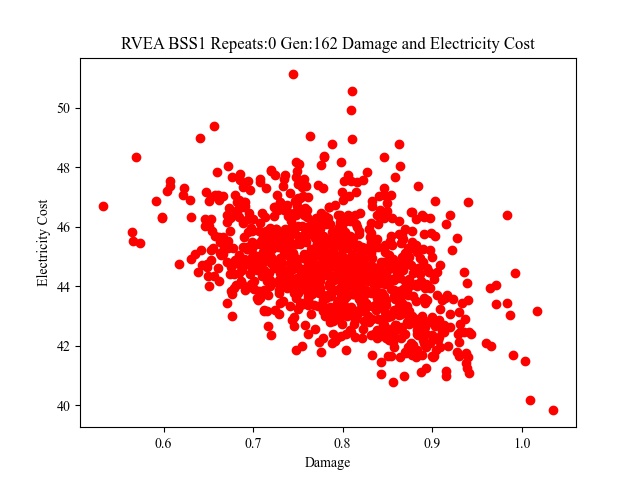 RVEA BSS1 Repeats:0 Gen:162 Damage and Electricity Cost
50
48
46
44
42
40
Electricity Cost
0.6 0.7 0.8 0.9 1.0
Damage